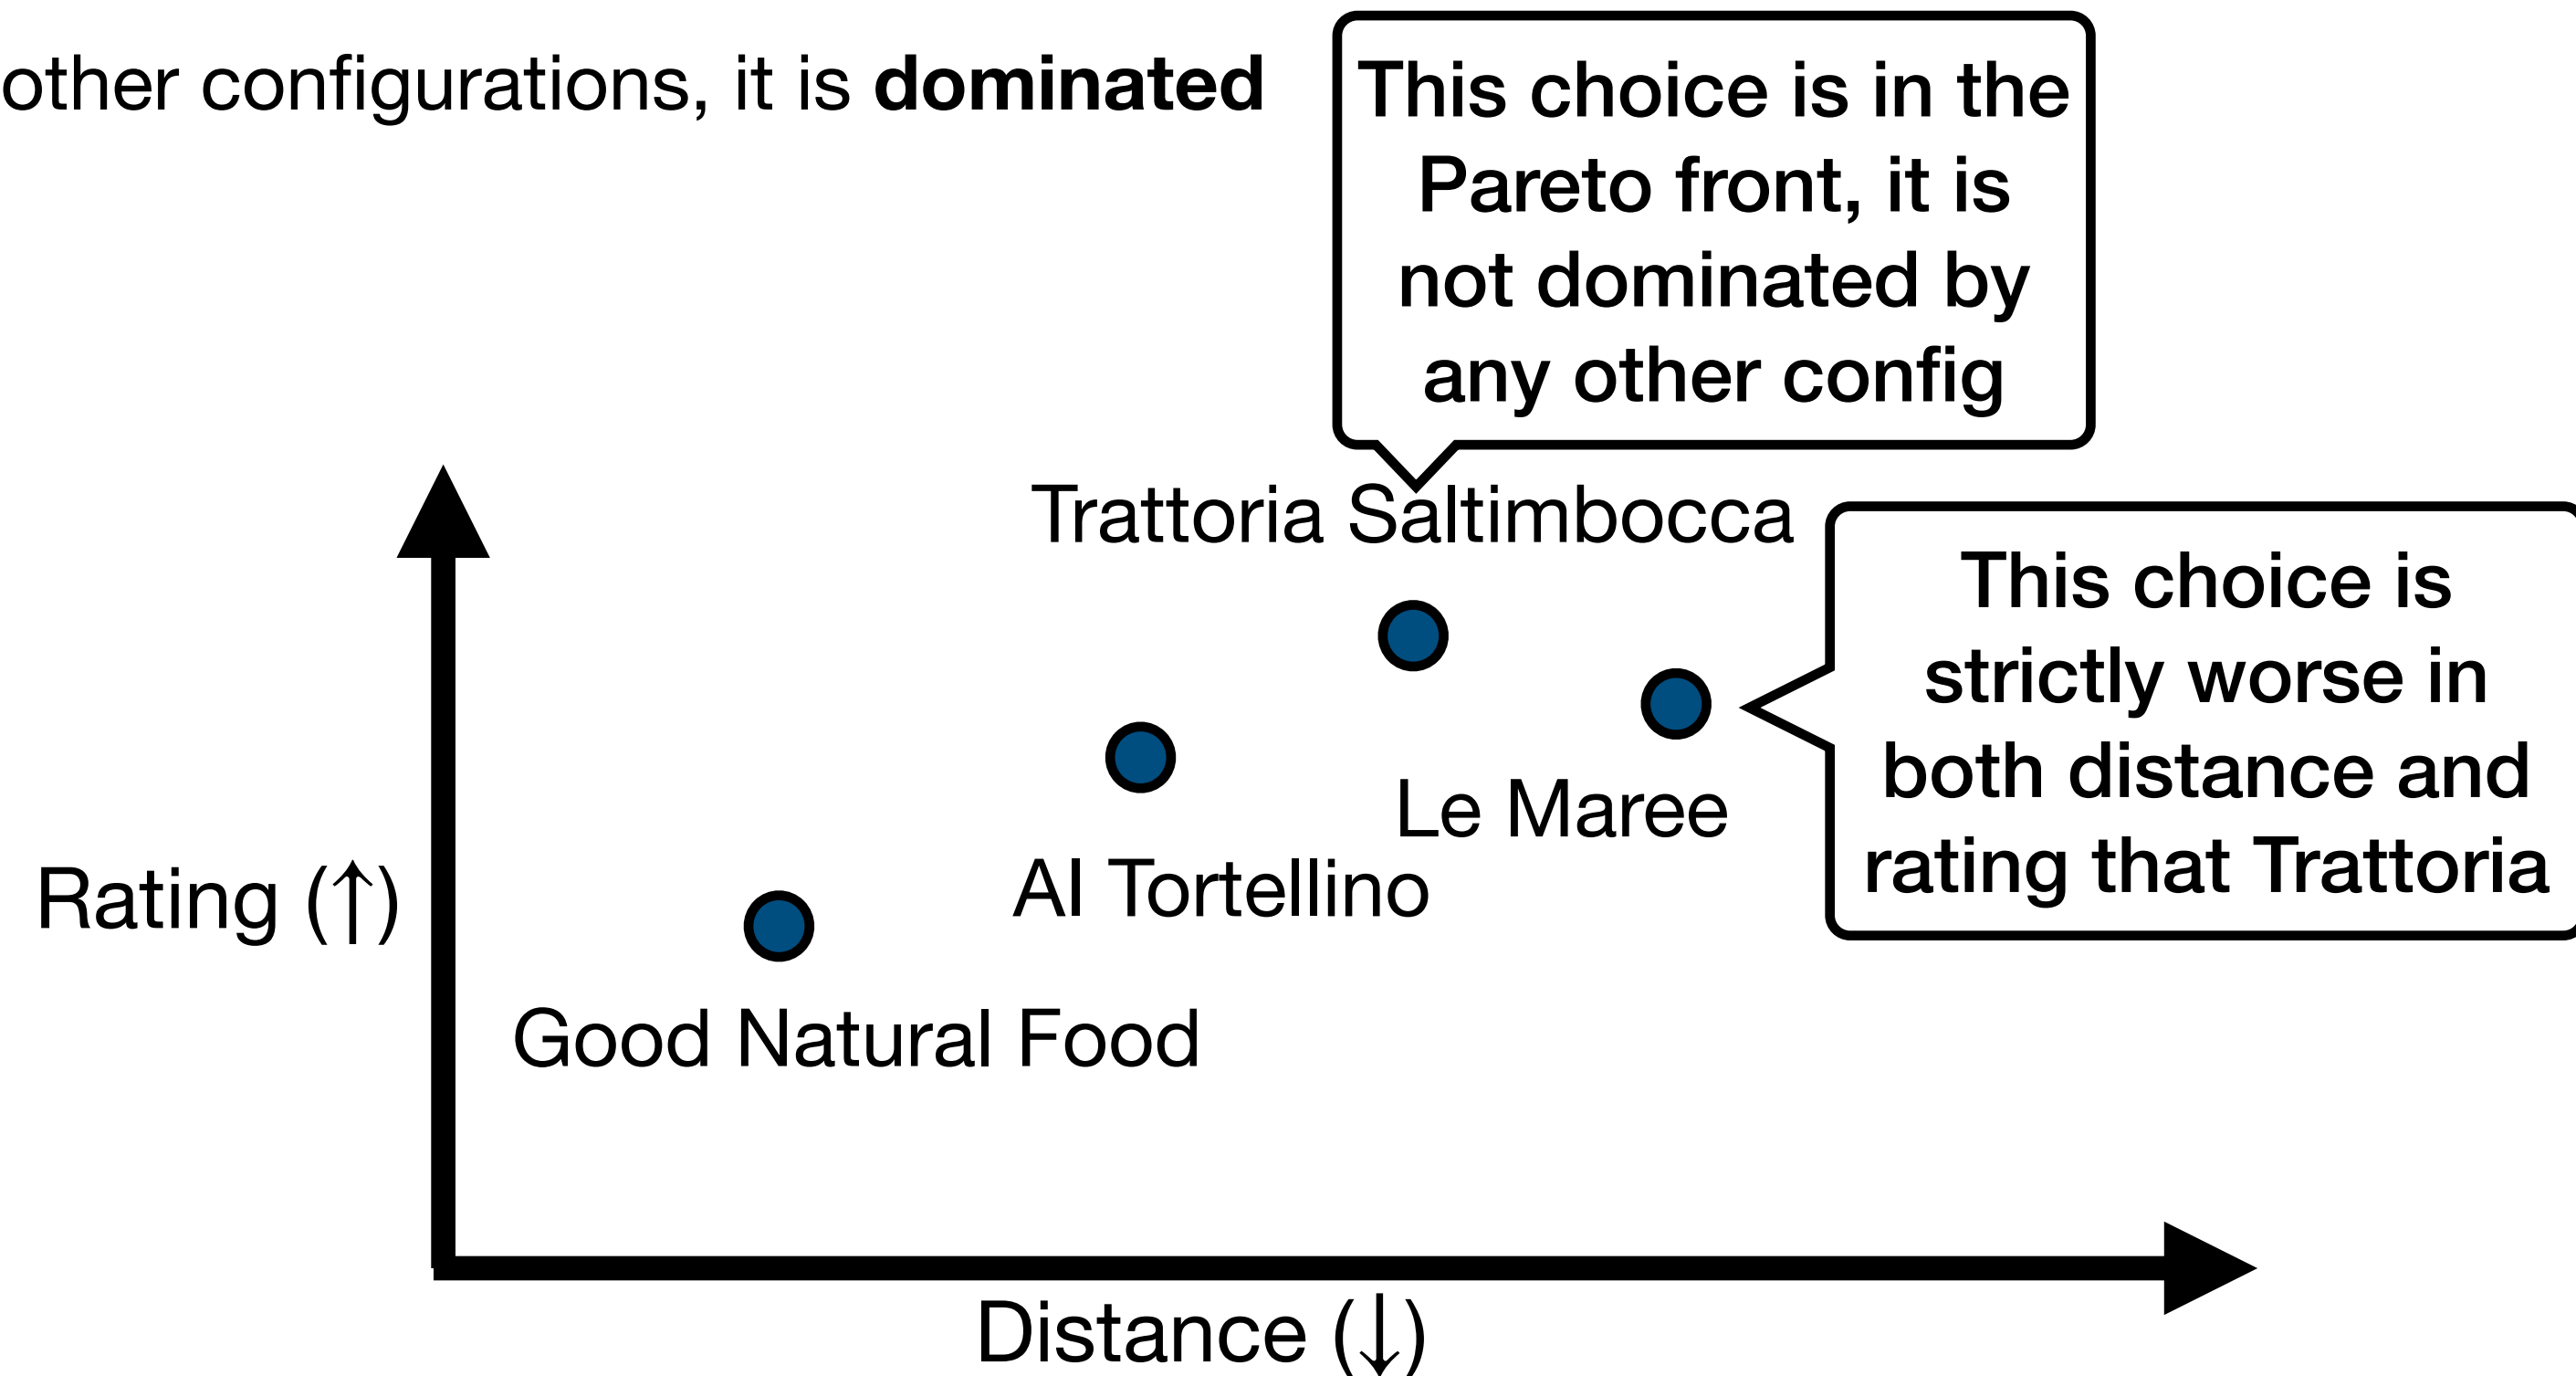 other configurations, it is dominated
This choice is in the
Pareto front, it is
not dominated by
any other config
Trattoria Saltimbocca
This choice is
strictly worse in
both distance and
rating that Trattoria
Le Maree
Al Tortellino
Rating (↑)
Good Natural Food
Distance (↓)